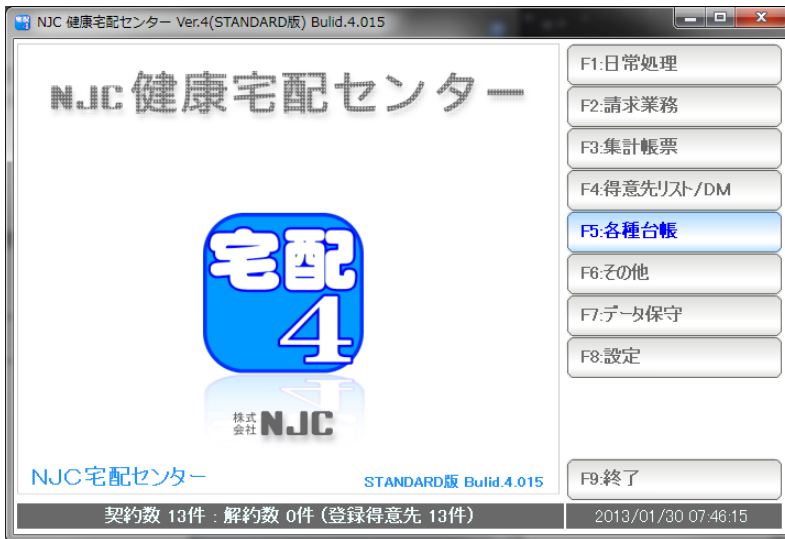 NJC 健康宅配センター Ver.4(STANDARD版) Bulid.4.015
NJC 健康宅配センター
宅配
4
株式会社 NJC
NJC宅配センター
STANDARD版 Bulid.4.015
契約数 13件 : 解約数 0件 (登録得意先 13件)
F1:日常処理
F2:請求業務
F3:集計帳票
F4:得意先リスト/DM
F5:各種台帳
F6:その他
F7:データ保守
F8:設定
F9:終了
2013/01/30 07:46:15